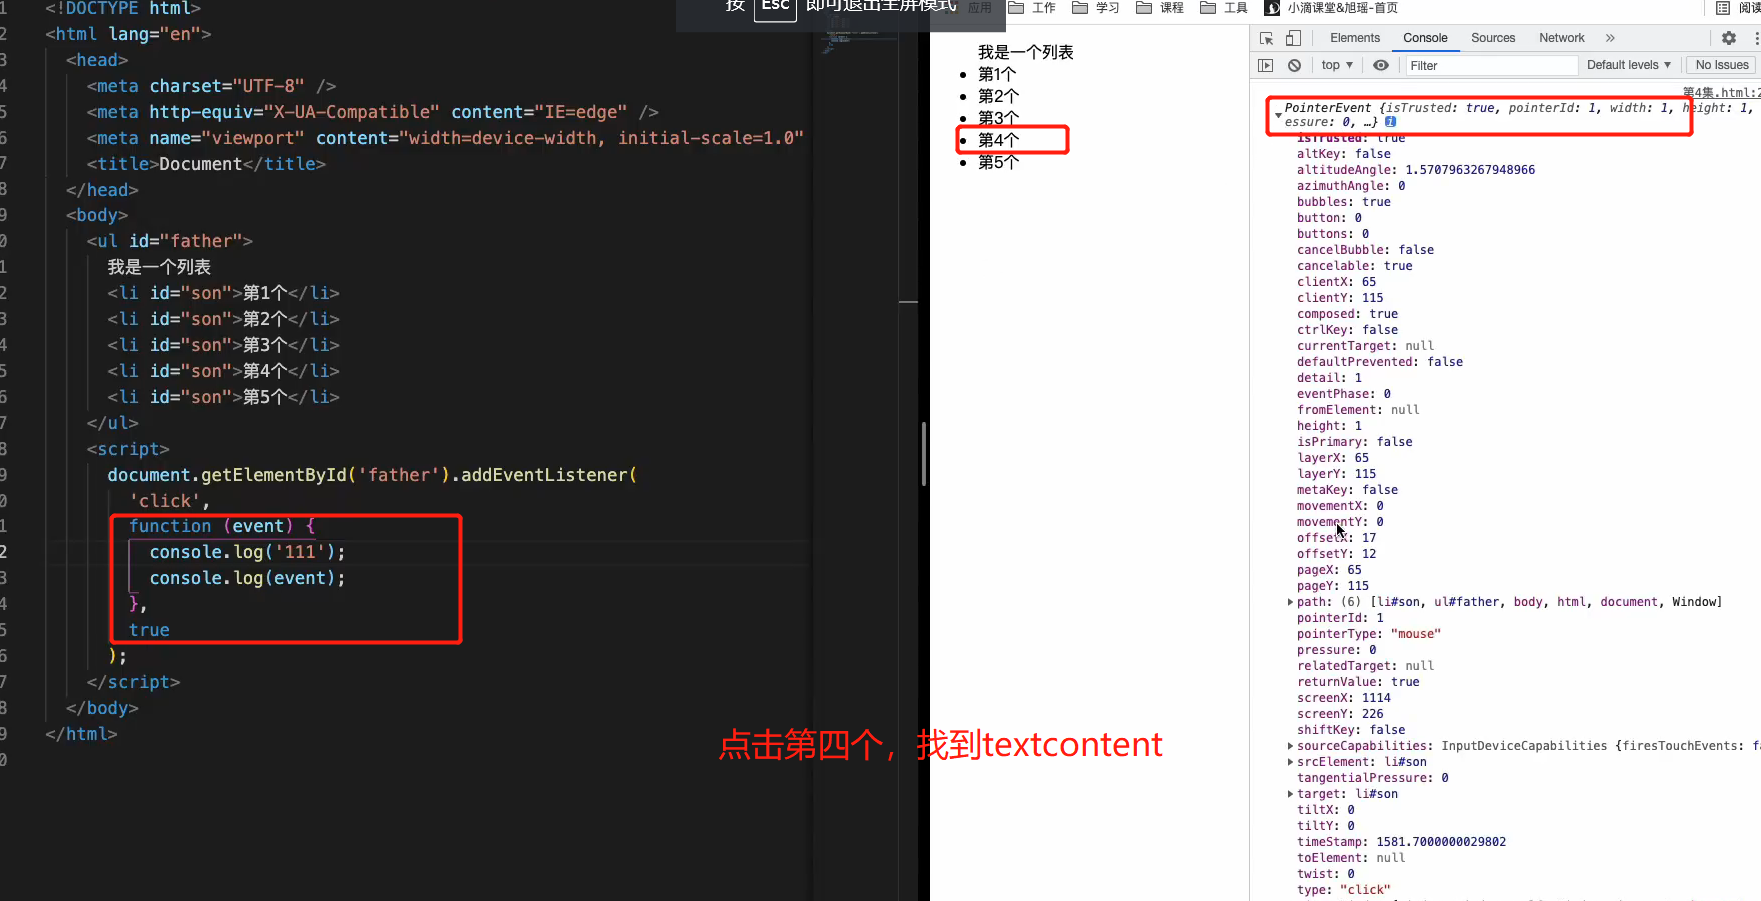 按 Esc 即可退出全屏模式
<!DOCTYPE html>
<html lang="en">
<head>
<meta charset="UTF-8" />
<meta http-equiv="X-UA-Compatible" content="IE=edge" />
<meta name="viewport" content="width=device-width, initial-scale=1.0"
<title>Document</title>
</head>
<body>
<ul id="father">
我是一个列表
<li id="son">第1个</li>
<li id="son">第2个</li>
<li id="son">第3个</li>
<li id="son">第4个</li>
<li id="son">第5个</li>
</ul>
<script>
document.getElementById('father').addEventListener(
'click',
function (event) {
console.log('111');
console.log(event);
},
true
);
</script>
</body>
</html>
点击第四个，找到textcontent
应用 工作 学习 课程 工具 小滴课堂&旭瑶-首页
我是一个列表
第1个
第2个
第3个
第4个
第5个
Elements Console Sources Network »
top ▼ Filter Default levels ▼ No Issues
第4集.html:2
PointerEvent {isTrusted: true, pointerId: 1, width: 1, height: 1,
essure: 0, …}
isTrusted: true
altKey: false
altitudeAngle: 1.5707963267948966
azimuthAngle: 0
bubbles: true
button: 0
buttons: 0
cancelBubble: false
cancelable: true
clientX: 65
clientY: 115
composed: true
ctrlKey: false
currentTarget: null
defaultPrevented: false
detail: 1
eventPhase: 0
fromElement: null
height: 1
isPrimary: false
layerX: 65
layerY: 115
metaKey: false
movementX: 0
movementY: 0
offsetX: 17
offsetY: 12
pageX: 65
pageY: 115
path: (6) [li#son, ul#father, body, html, document, Window]
pointerId: 1
pointerType: "mouse"
pressure: 0
relatedTarget: null
returnValue: true
screenX: 1114
screenY: 226
shiftKey: false
sourceCapabilities: InputDeviceCapabilities {firesTouchEvents: f
srcElement: li#son
tangentialPressure: 0
target: li#son
tiltX: 0
tiltY: 0
timeStamp: 1581.7000000029802
toElement: null
twist: 0
type: "click"